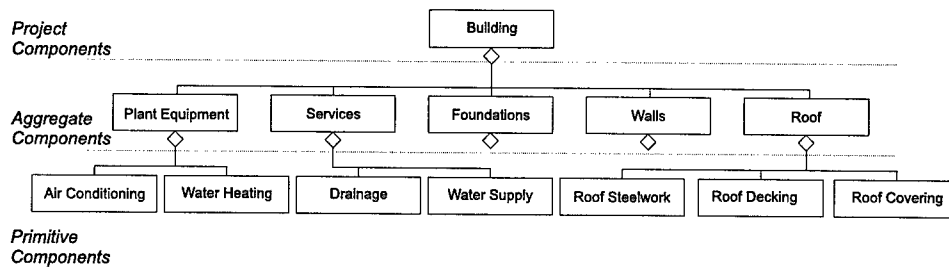 Project
Components
Building
Aggregate
Components
Plant Equipment
Services
Foundations
Walls
Roof
Air Conditioning
Water Heating
Drainage
Water Supply
Roof Steelwork
Roof Decking
Roof Covering
Primitive
Components